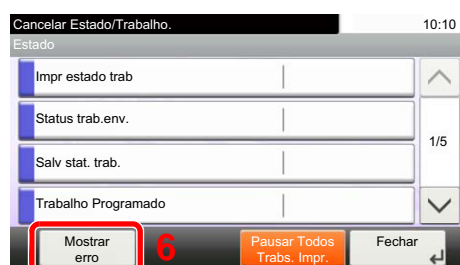 Cancelar Estado/Trabalho.
10:10
Estado
Impr estado trab
Status trab.env.
1/5
Salv stat. trab.
Trabalho Programado
Mostrar
erro
6
Pausar Todos
Trabs. Impr.
Fechar